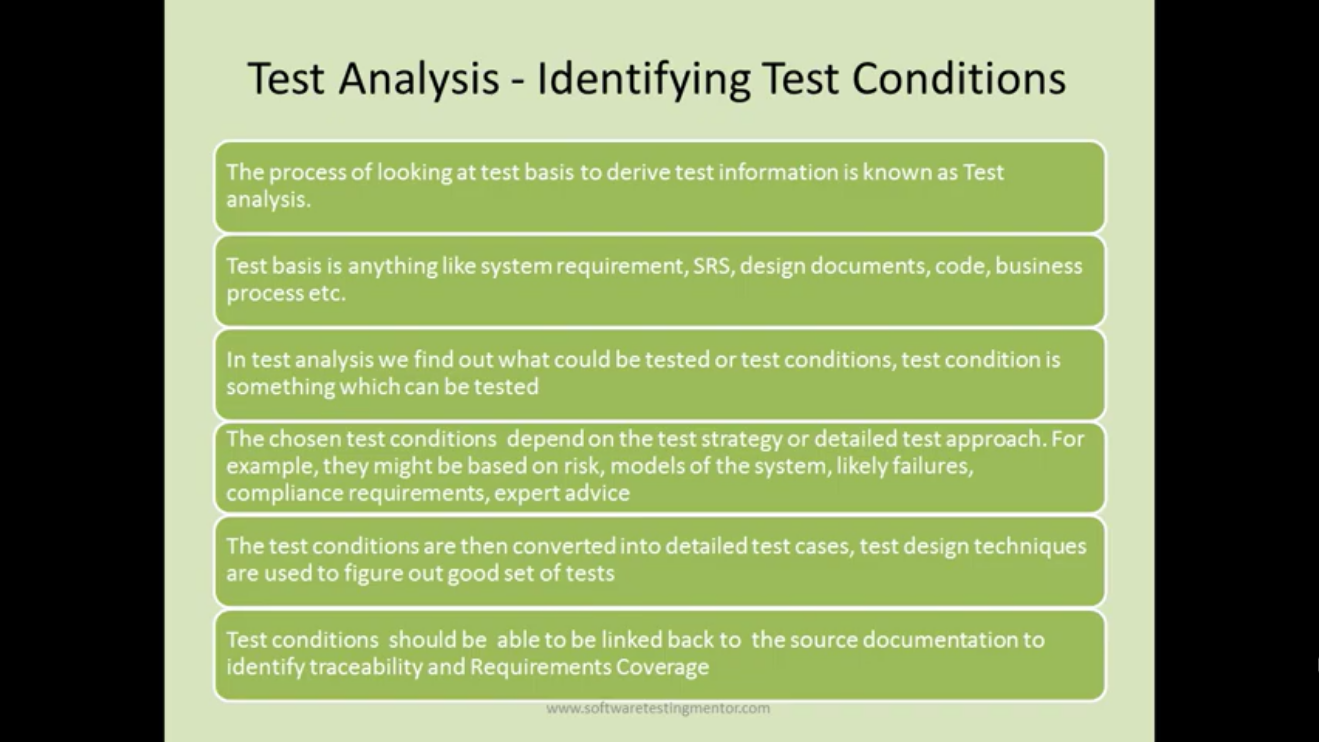 Test Analysis - Identifying Test Conditions
The process of looking at test basis to derive test information is known as Test
analysis.
Test basis is anything like system requirement, SRS, design documents, code, business
process etc.
In test analysis we find out what could be tested or test conditions, test condition is
something which can be tested
The chosen test conditions  depend on the test strategy or detailed test approach. For
example, they might be based on risk, models of the system, likely failures,
compliance requirements, expert advice
The test conditions are then converted into detailed test cases, test design techniques
are used to figure out good set of tests
Test conditions  should be  able to be linked back to  the source documentation to
identify traceability and Requirements Coverage
www.softwaretestingmentor.com